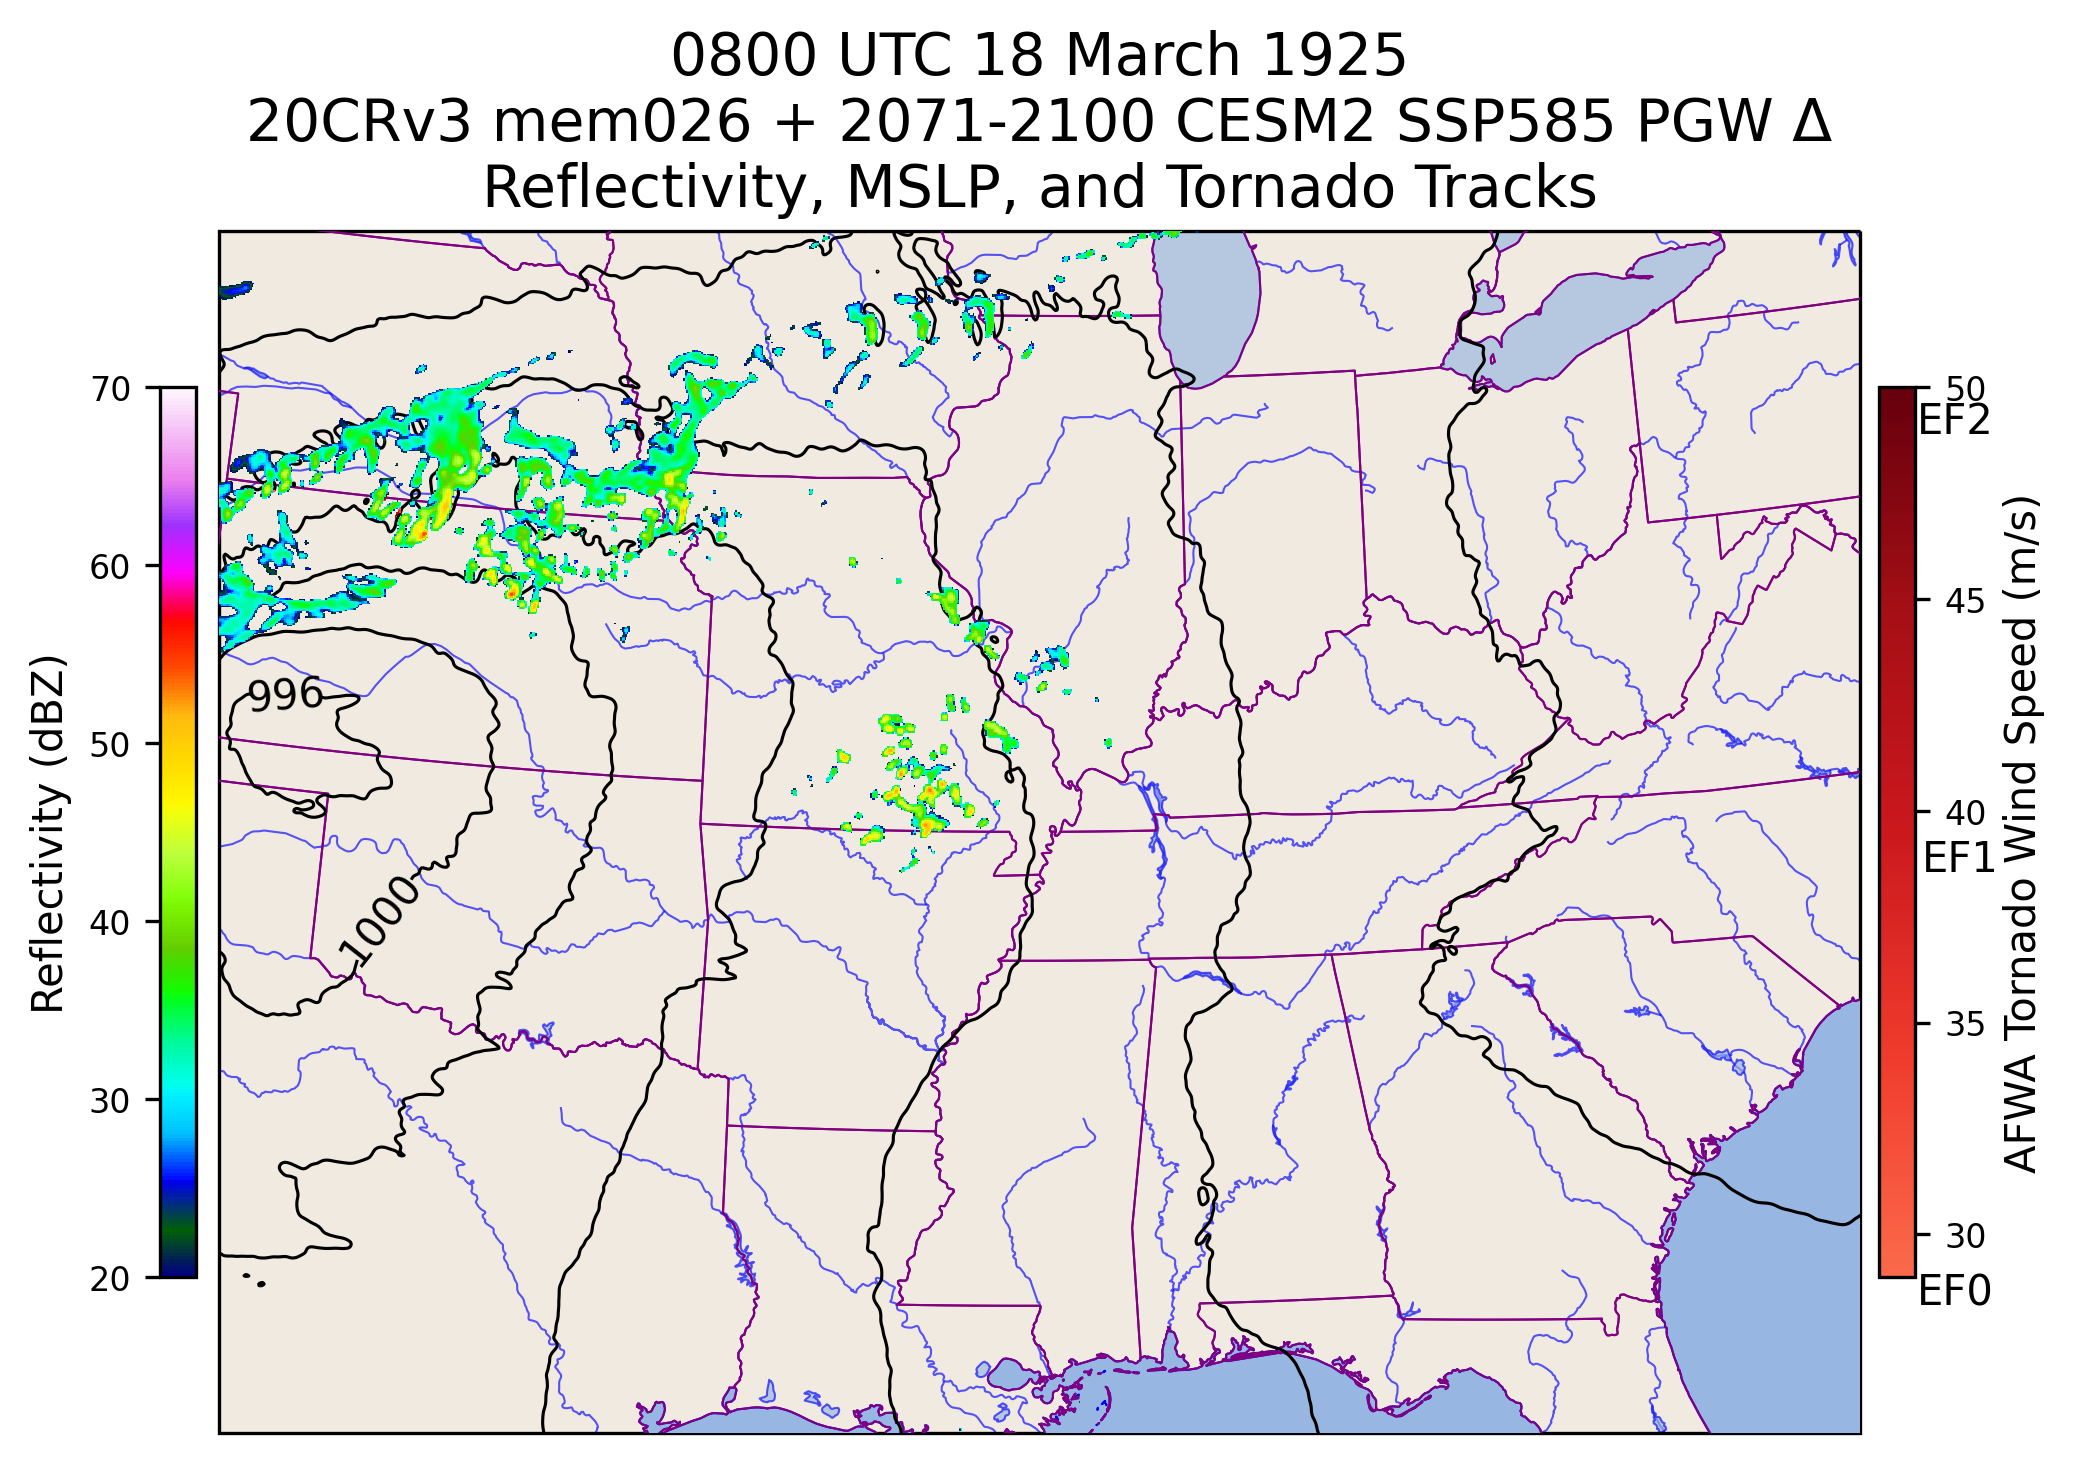 0800 UTC 18 March 1925
20CRv3 mem026 + 2071-2100 CESM2 SSP585 PGW Δ
Reflectivity, MSLP, and Tornado Tracks
70
60
50
40
30
20
Reflectivity (dBZ)
996
1000
50
EF2
45
40
EF1
35
30
EF0
AFWA Tornado Wind Speed (m/s)